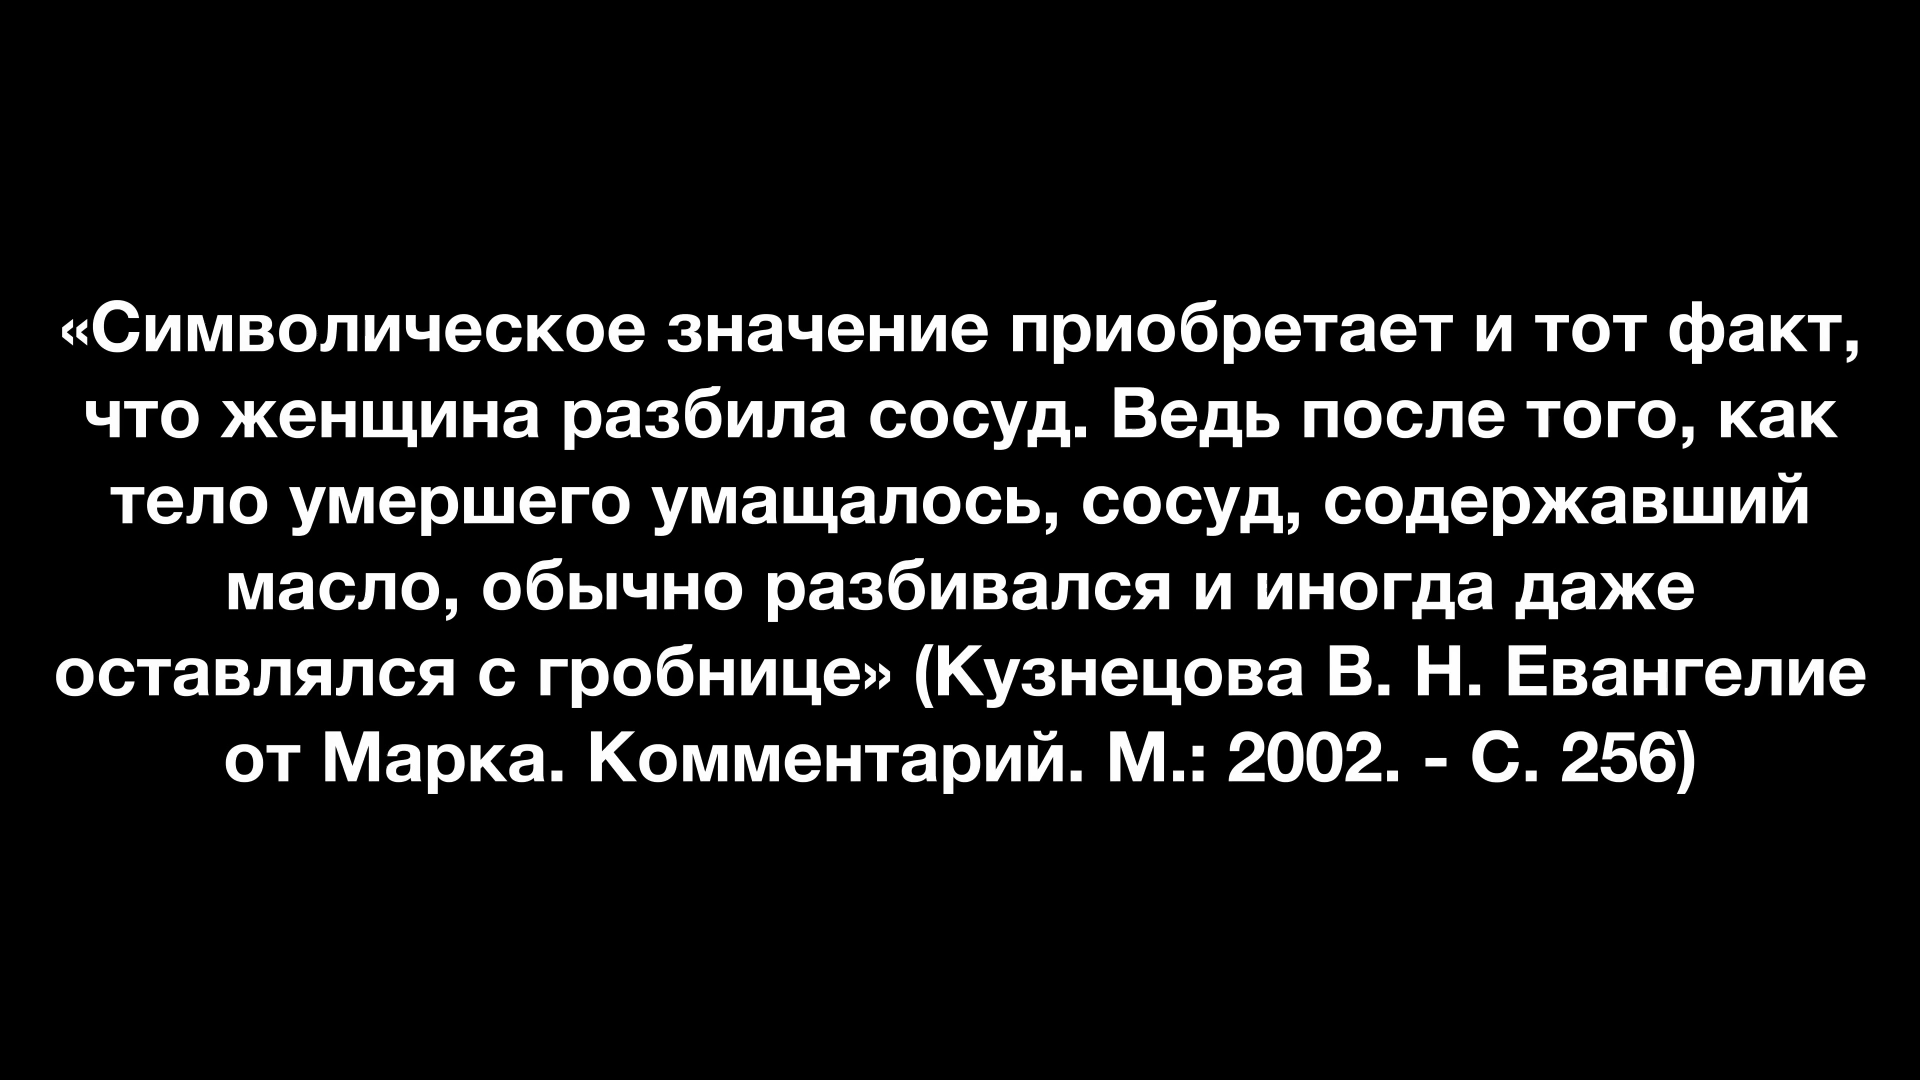 «Символическое значение приобретает и тот факт,
что женщина разбила сосуд. Ведь после того, как
тело умершего умащалось, сосуд, содержавший
масло, обычно разбивался и иногда даже
оставлялся с гробнице» (Кузнецова В. Н. Евангелие
от Марка. Комментарий. М.: 2002. - С. 256)